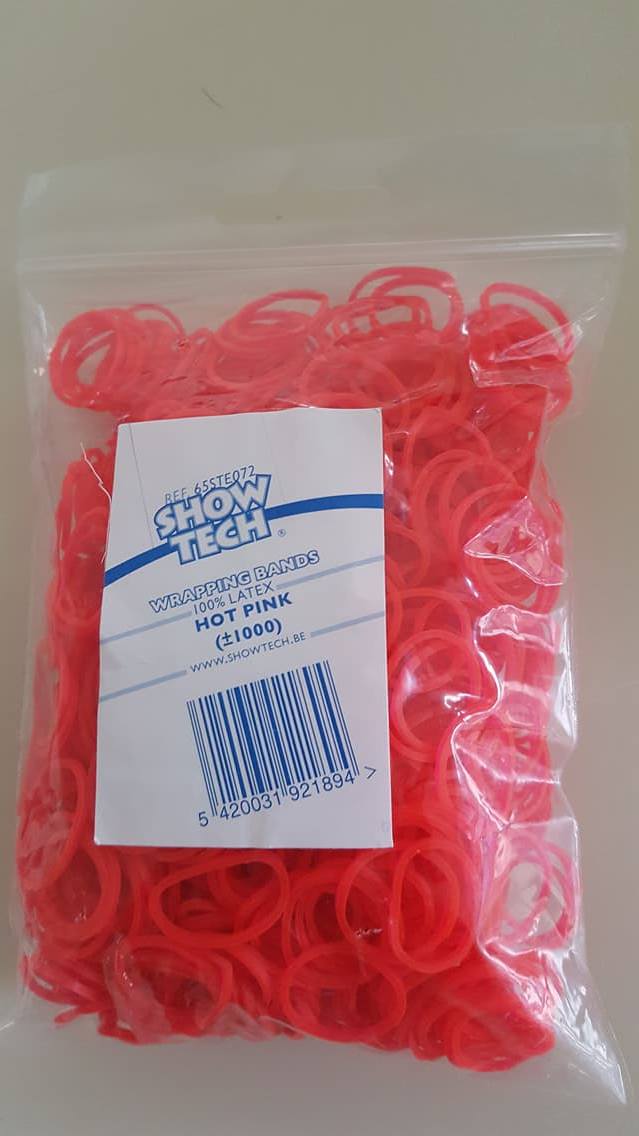 REF. 65STE072
SHOW
TECH ®
WRAPPING BANDS
100% LATEX
HOT PINK
(±1000)
WWW.SHOWTECH.BE
5 420031 921894 >